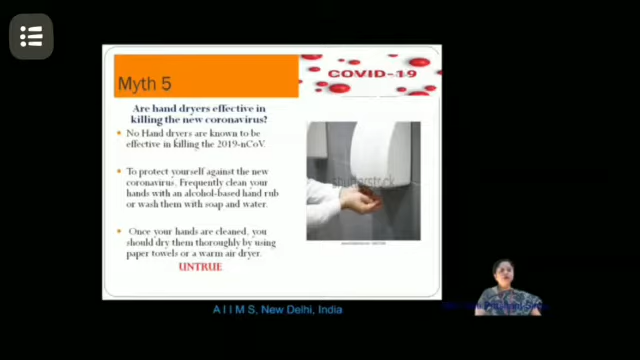 Myth 5
COVID-19
Are hand dryers effective in
killing the new coronavirus?
No Hand dryers are known to be
effective in killing the 2019-nCoV.
To protect yourself against the new
coronavirus. Frequently clean your
hands with an alcohol-based hand rub
or wash them with soap and water.
Once your hands are cleaned, you
should dry them thoroughly by using
paper towels or a warm air dryer.
UNTRUE
shutterstock
A I I M S, New Delhi, India